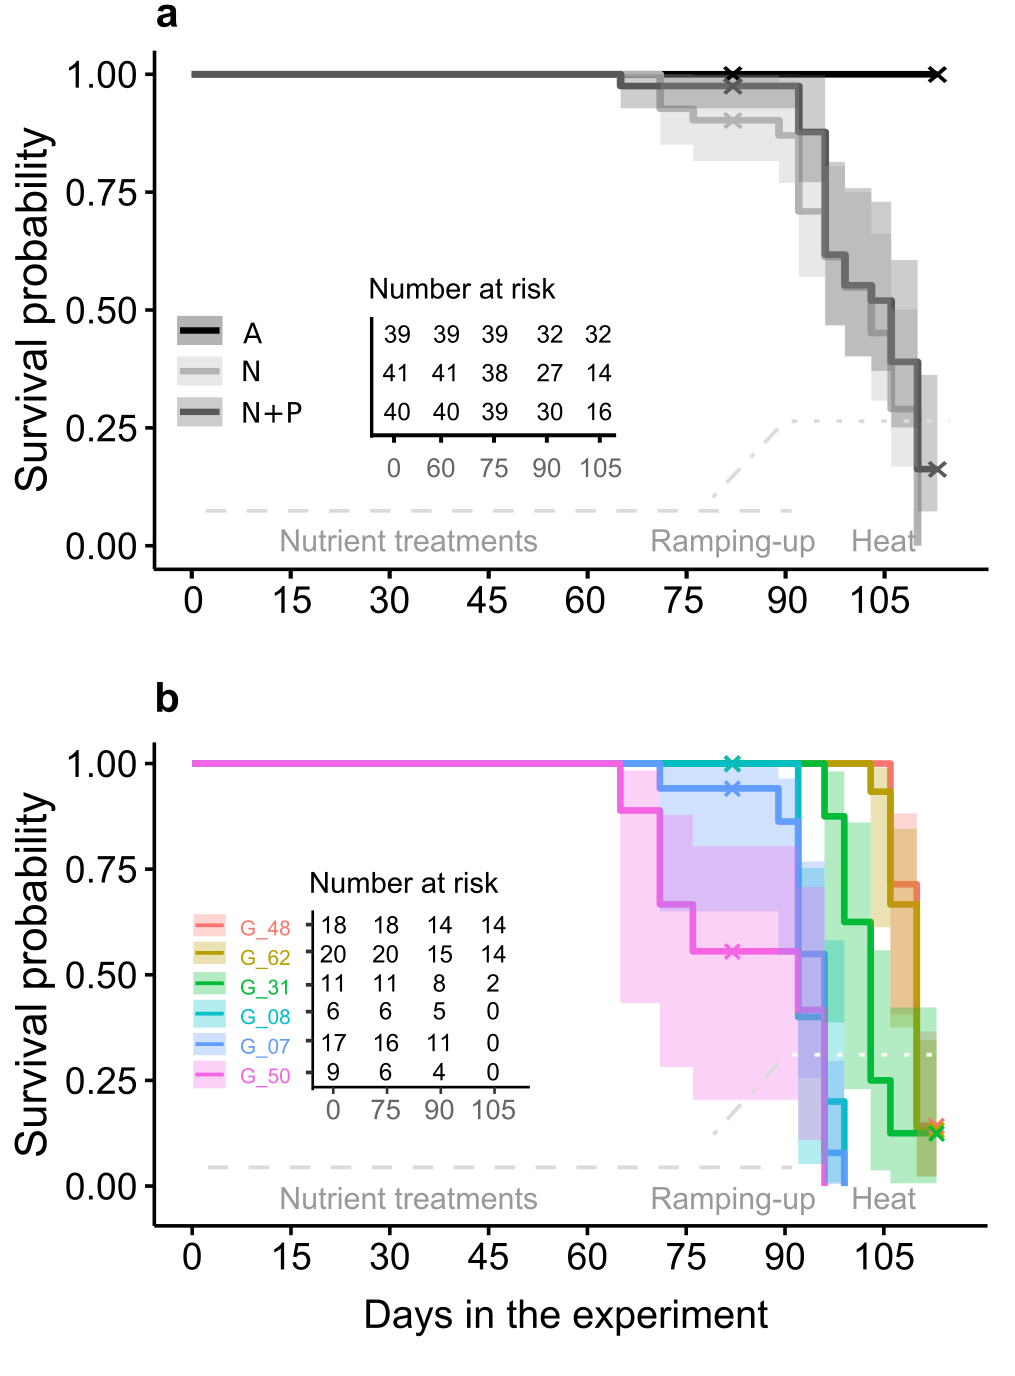 a
Survival probability
1.00
0.75
0.50
0.25
0.00
A
N
N+P
Number at risk
39 39 39 32 32
41 41 38 27 14
40 40 39 30 16
0 60 75 90 105
Nutrient treatments Ramping-up Heat
0 15 30 45 60 75 90 105
b
Survival probability
1.00
0.75
0.50
0.25
0.00
Number at risk
G_48 18 18 14 14
G_62 20 20 15 14
G_31 11 11 8 2
G_08 6 6 5 0
G_07 17 16 11 0
G_50 9 6 4 0
0 75 90 105
Nutrient treatments Ramping-up Heat
0 15 30 45 60 75 90 105
Days in the experiment